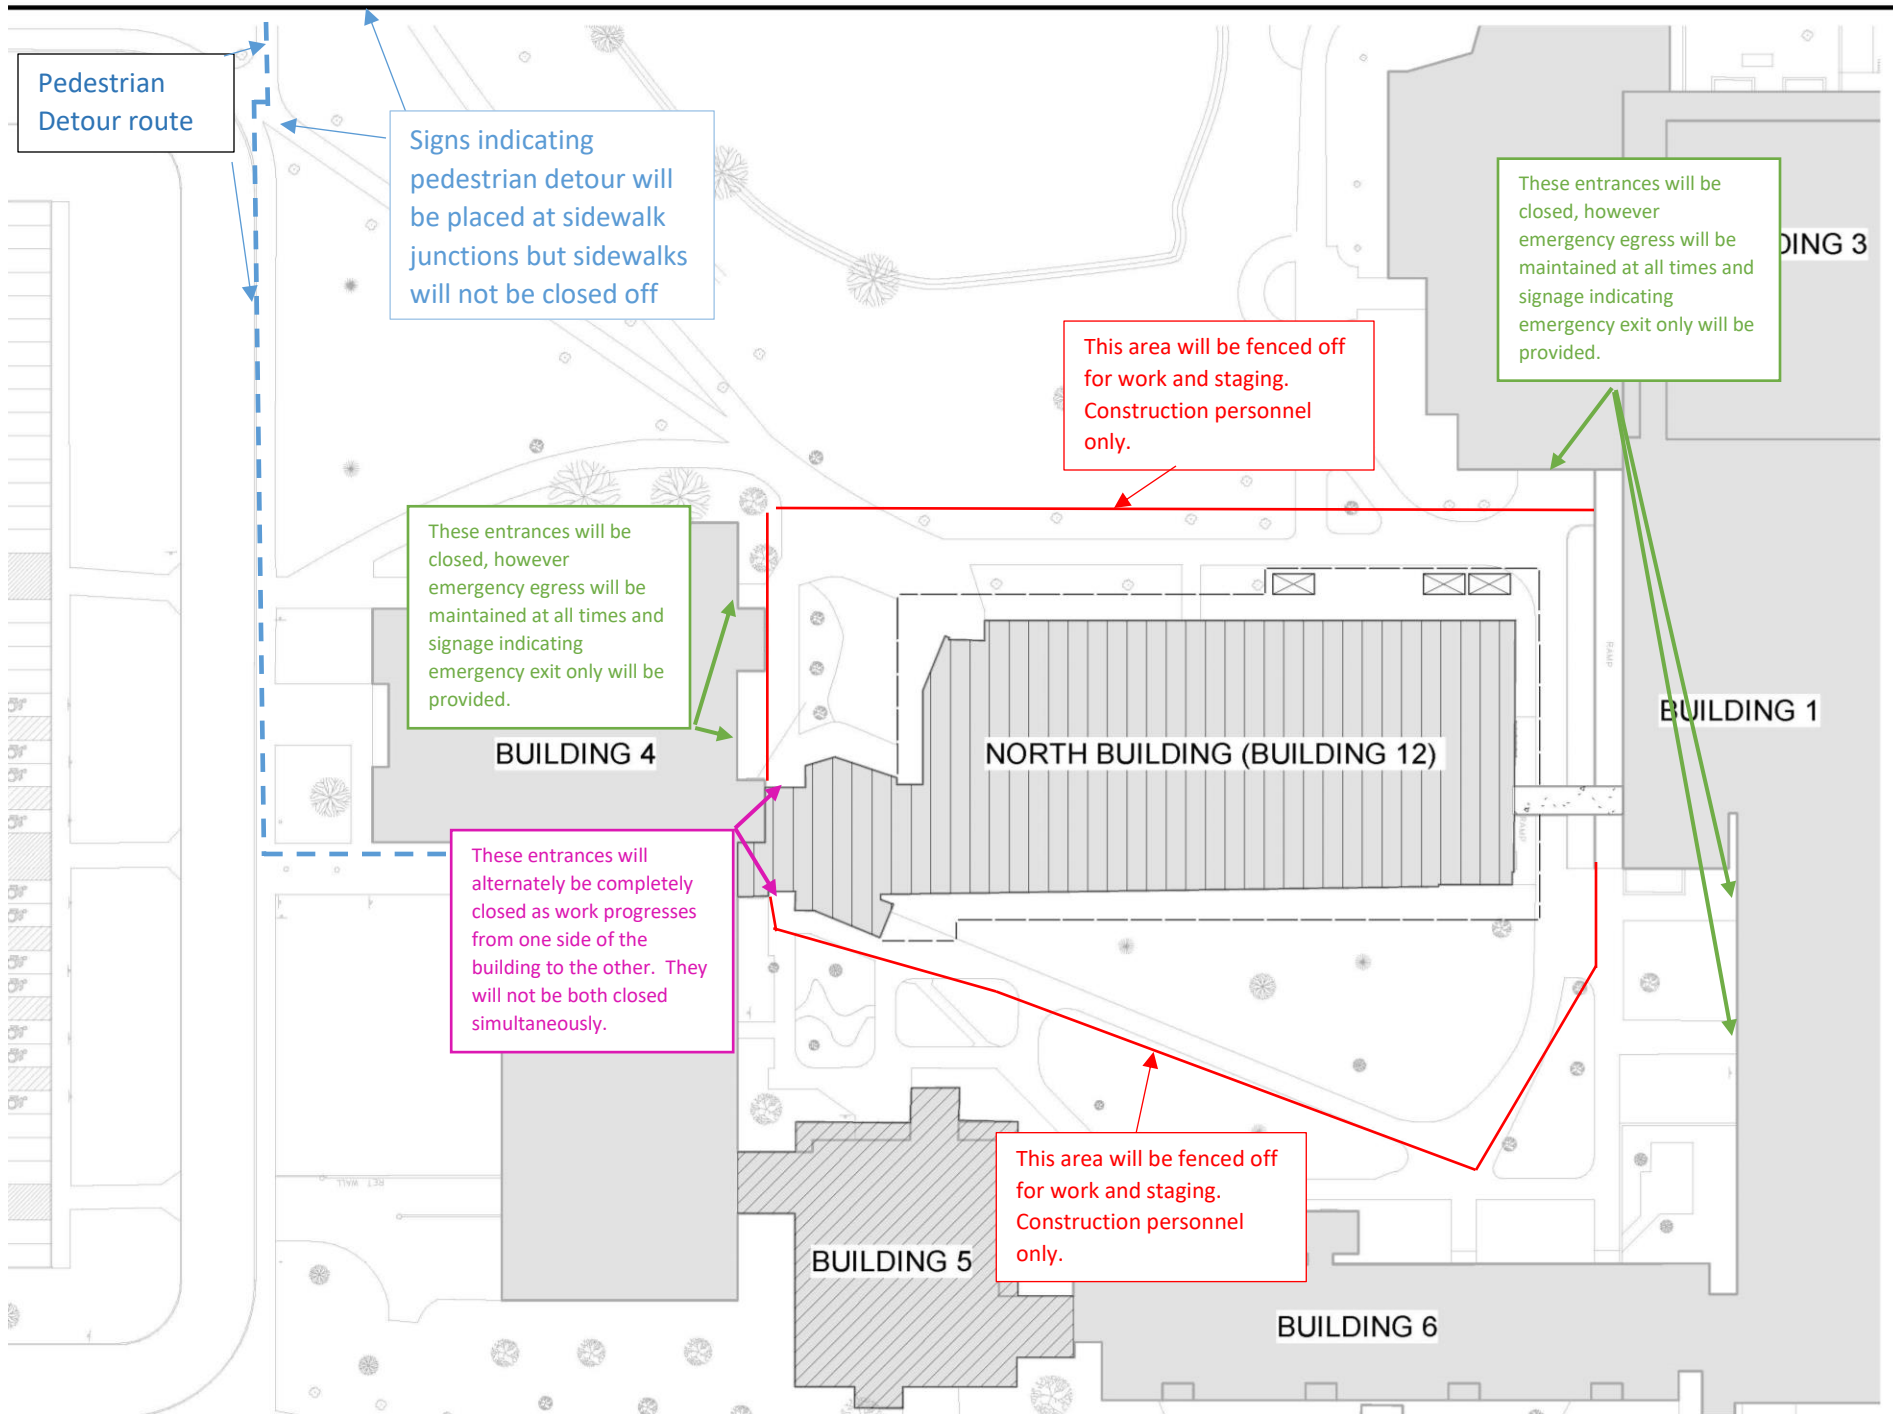 Pedestrian
Detour route
Signs indicating
pedestrian detour will
be placed at sidewalk
junctions but sidewalks
will not be closed off
These entrances will be
closed, however
emergency egress will be
maintained at all times and
signage indicating
emergency exit only will be
provided.
DING 3
This area will be fenced off
for work and staging.
Construction personnel
only.
These entrances will be
closed, however
emergency egress will be
maintained at all times and
signage indicating
emergency exit only will be
provided.
RAMP
BUILDING 4
NORTH BUILDING (BUILDING 12)
BUILDING 1
RAMP
These entrances will
alternately be completely
closed as work progresses
from one side of the
building to the other. They
will not be both closed
simultaneously.
This area will be fenced off
for work and staging.
Construction personnel
only.
RET WALL
BUILDING 5
BUILDING 6